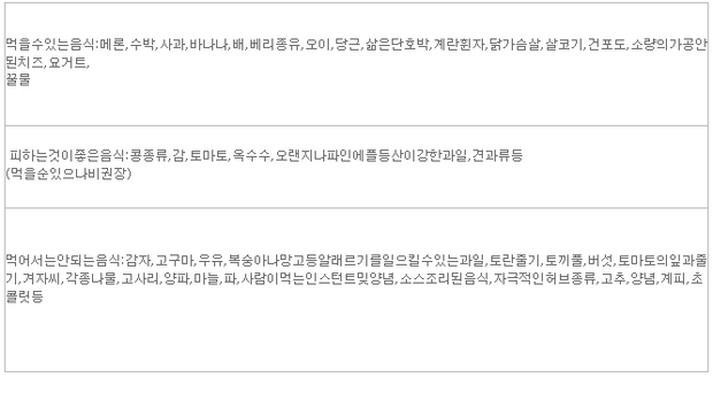 먹을수있는음식:메론,수박,사과,바나나,배,베리종유,오이,당근,삶은단호박,계란흰자,닭가슴살,살코기,건포도,소량의가공안
된치즈,요거트,
꿀물
피하는것이좋은음식:콩종류,감,토마토,옥수수,오랜지나파인에플등산이강한과일,견과류등
(먹을순있으나비권장)
먹어서는안되는음식:감자,고구마,우유,복숭아나망고등알래르기를일으킬수있는과일,토란줄기,토끼풀,버섯,토마토의잎과줄
기,겨자씨,각종나물,고사리,양파,마늘,파,사람이먹는인스턴트및양념,소스조리된음식,자극적인허브종류,고추,양념,계피,초
콜릿등